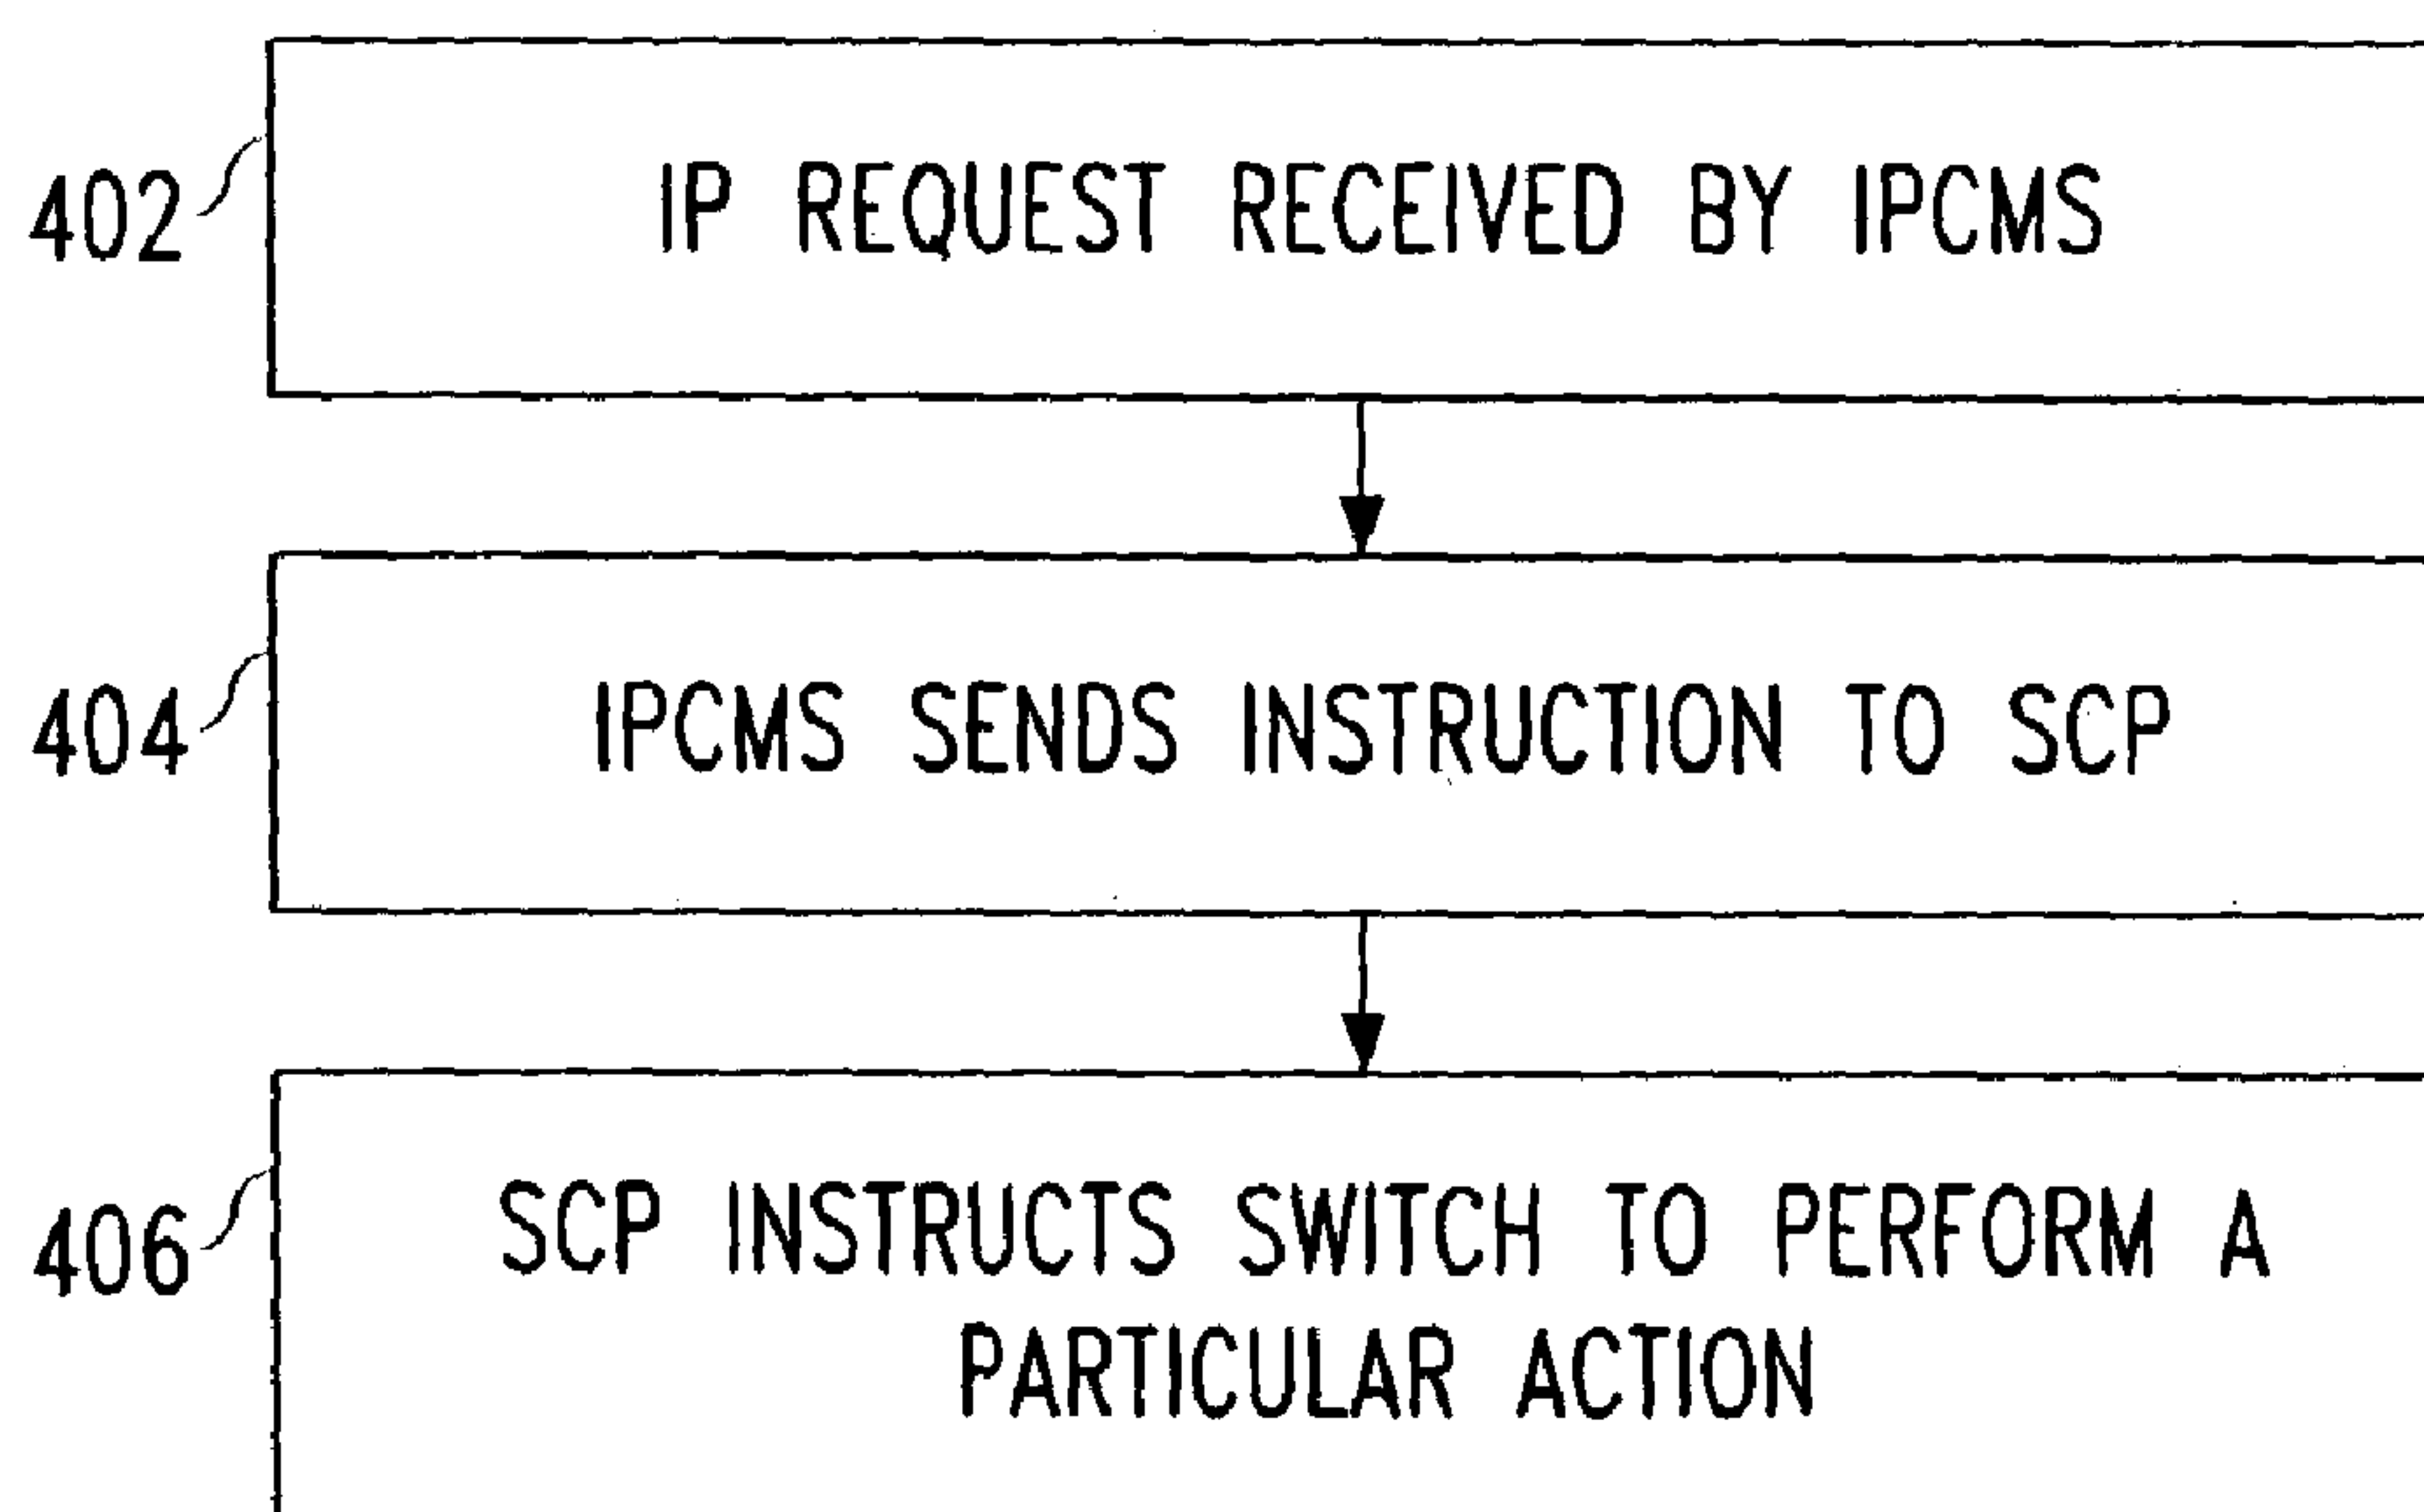 402
IP REQUEST RECEIVED BY IPCMS
404
IPCMS SENDS INSTRUCTION TO SCP
406
SCP INSTRUCTS SWITCH TO PERFORM A
PARTICULAR ACTION